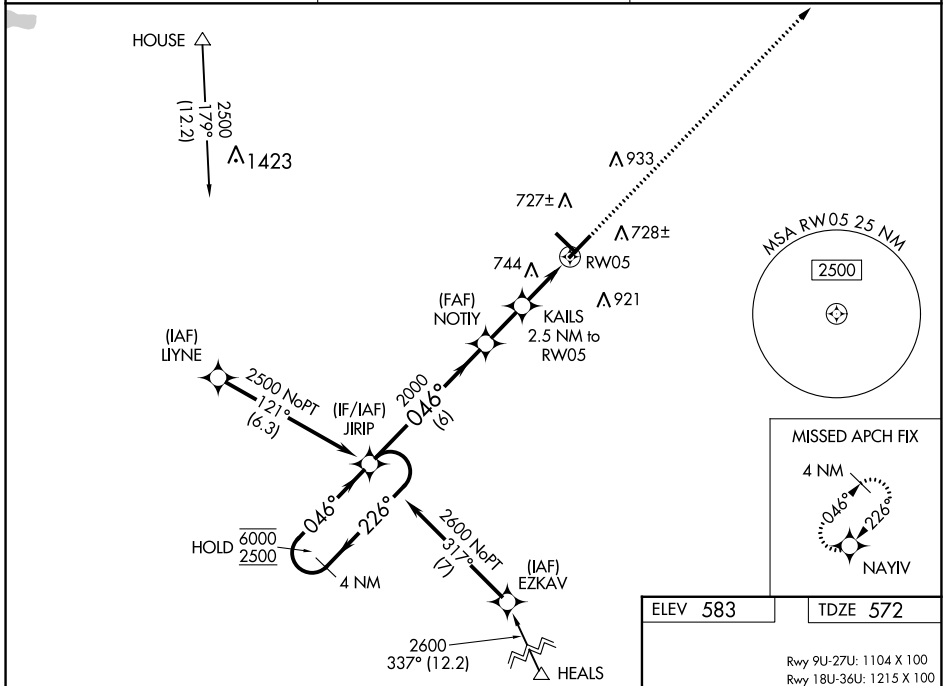 HOUSE
2500
179°
(12.2)
1423
933
727±
728±
744
RW05
921
(FAF)
NOTIY
KAILS
2.5 NM to
RW05
MSA RW05 25 NM
2500
(IAF)
LIYNE
2500 NoPT
121°
(6.3)
(IF/IAF)
JIRIP
2000
046°
(6)
046°
226°
HOLD 6000
2500
4 NM
2600 NoPT
317°
(7)
(IAF)
EZKAV
2600
337° (12.2)
HEALS
MISSED APCH FIX
4 NM
046°
226°
NAYIV
ELEV 583
TDZE 572
Rwy 9U-27U: 1104 X 100
Rwy 18U-36U: 1215 X 100